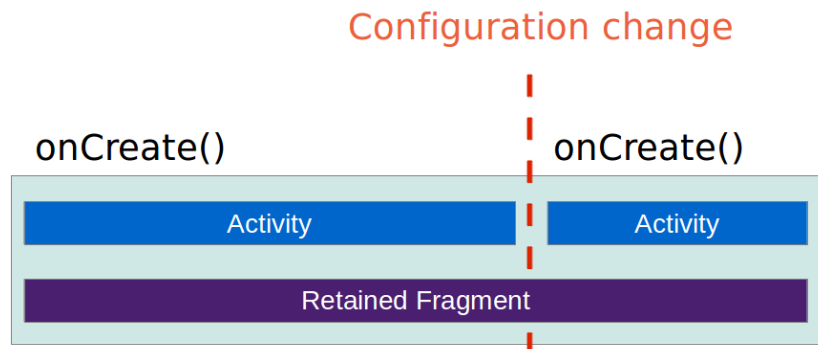 Configuration change
onCreate()
onCreate()
Activity
Activity
Retained Fragment